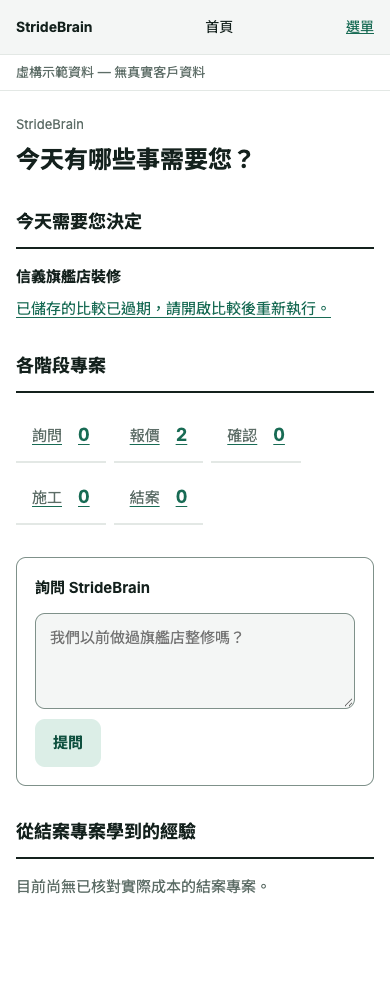 StrideBrain 首頁 選單
虛構示範資料 — 無真實客戶資料
StrideBrain
今天有哪些事需要您？
今天需要您決定
信義旗艦店裝修
已儲存的比較已過期，請開啟比較後重新執行。
各階段專案
詢問 0 報價 2 確認 0
施工 0 結案 0
詢問 StrideBrain
我們以前做過旗艦店整修嗎？
提問
從結案專案學到的經驗
目前尚無已核對實際成本的結案專案。